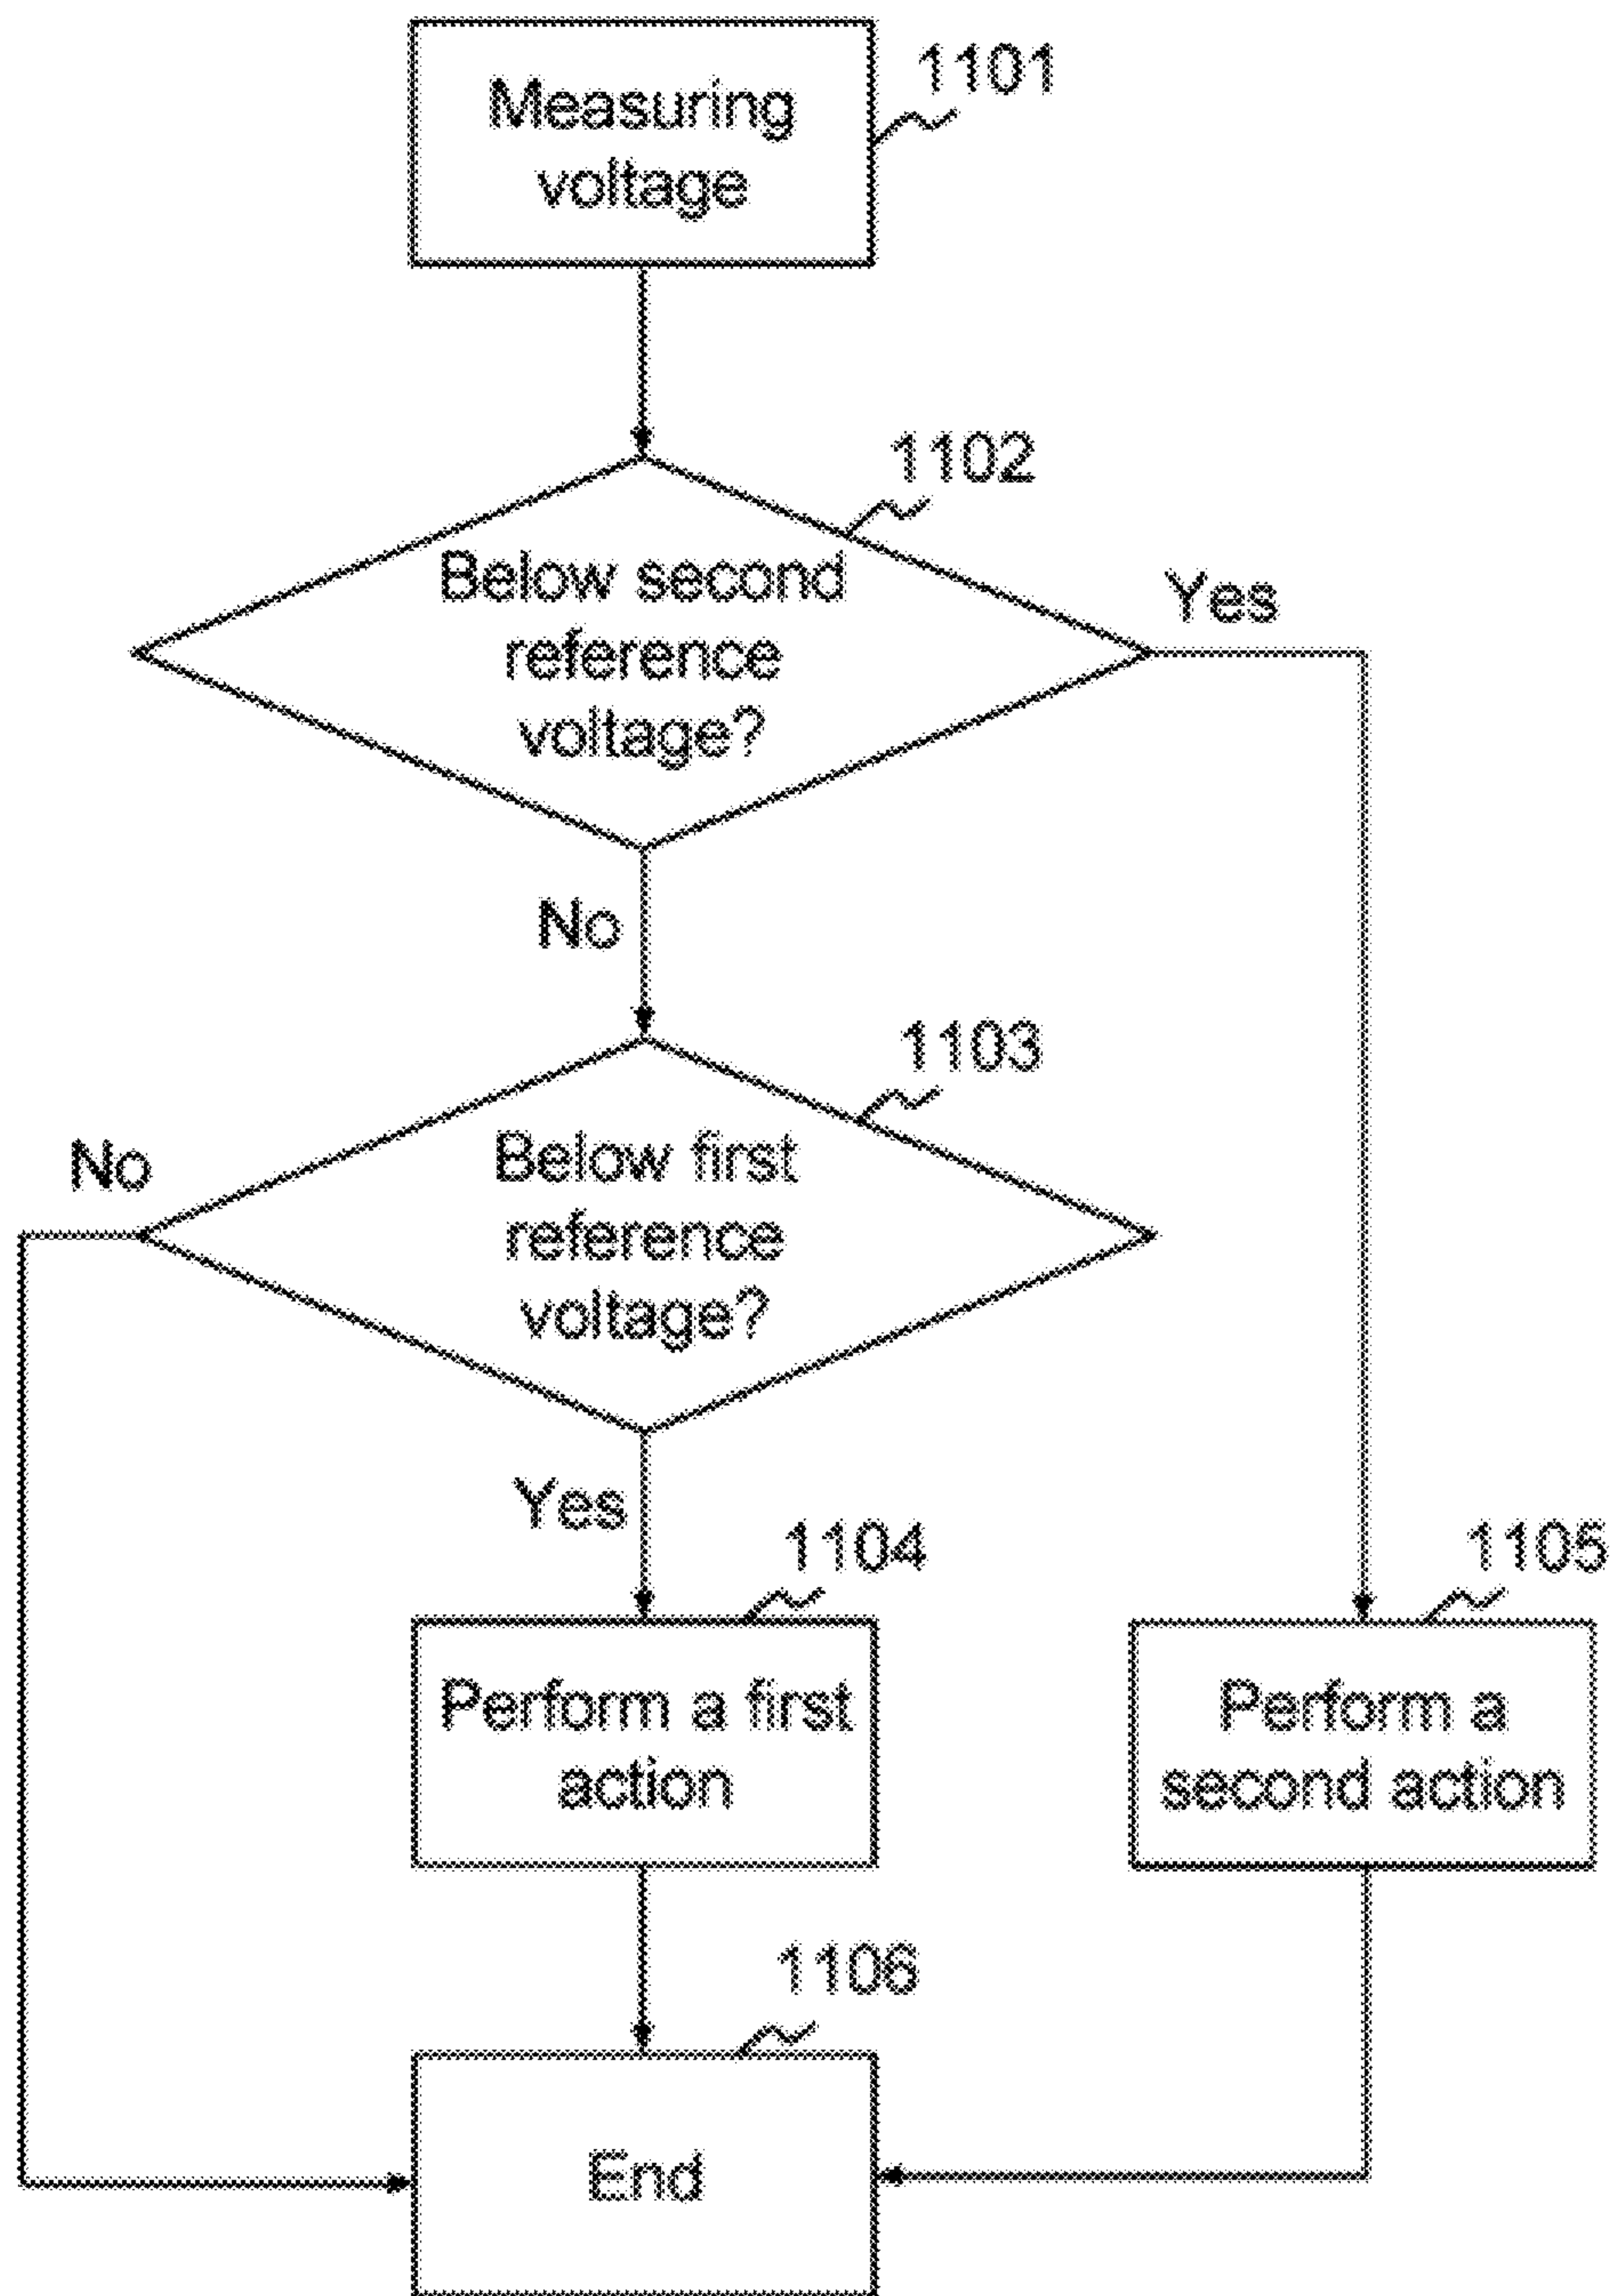 Measuring
voltage
1101
1102
Below second
reference
voltage?
Yes
No
1103
Below first
reference
voltage?
No
Yes
1104
Perform a first
action
1105
Perform a
second action
1106
End